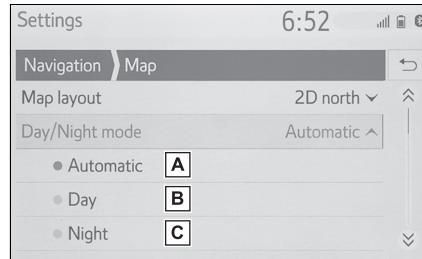 Settings 6:52
Navigation Map
Map layout 2D north
Day/Night mode Automatic
Automatic A
Day B
Night C